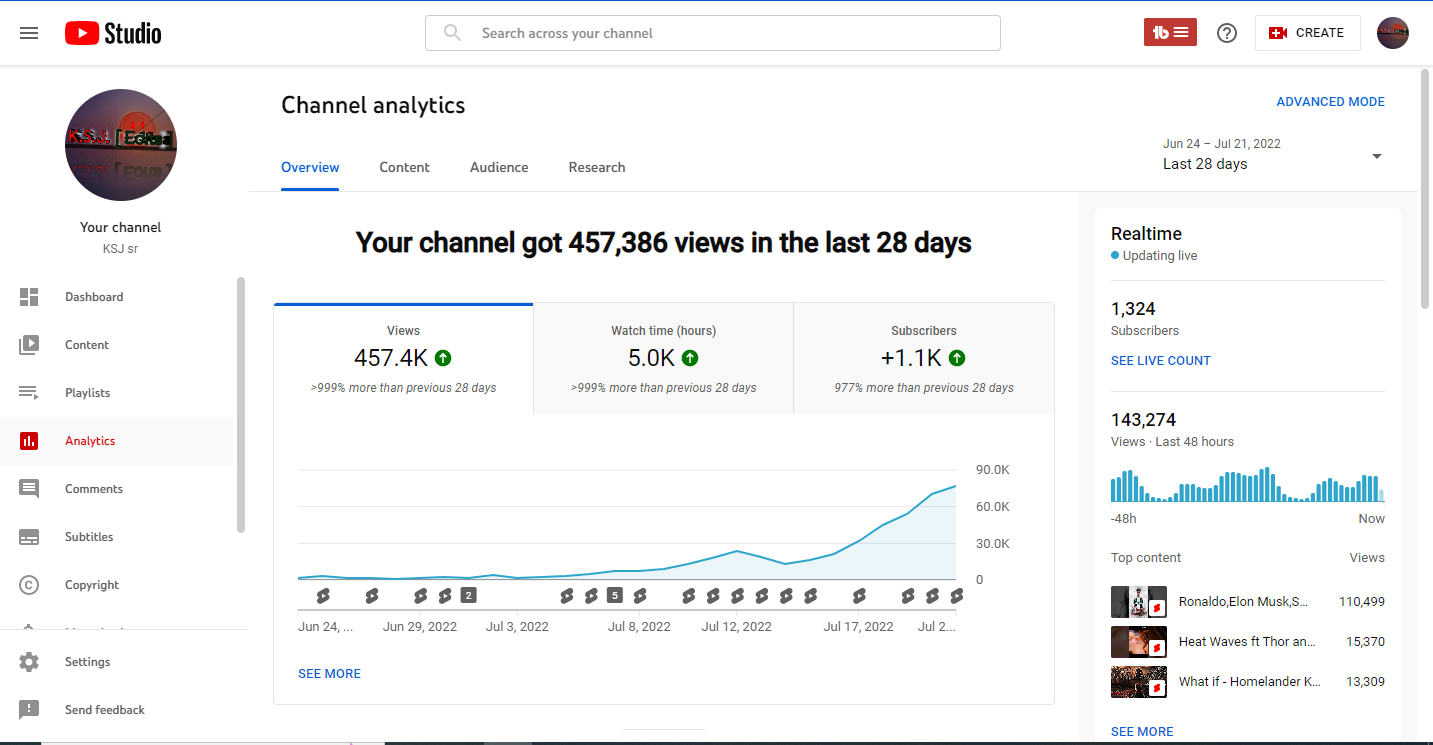 Studio
Search across your channel
CREATE
K.S.J. [Edits]
Your channel
KSJ sr
Dashboard
Content
Playlists
Analytics
Comments
Subtitles
Copyright
Settings
Send feedback
Channel analytics
ADVANCED MODE
Overview Content Audience Research
Jun 24 – Jul 21, 2022
Last 28 days
Your channel got 457,386 views in the last 28 days
Views
457.4K
>999% more than previous 28 days
Watch time (hours)
5.0K
>999% more than previous 28 days
Subscribers
+1.1K
977% more than previous 28 days
90.0K
60.0K
30.0K
0
2 5
Jun 24, ... Jun 29, 2022 Jul 3, 2022 Jul 8, 2022 Jul 12, 2022 Jul 17, 2022 Jul 2...
SEE MORE
Realtime
Updating live
1,324
Subscribers
SEE LIVE COUNT
143,274
Views · Last 48 hours
-48h Now
Top content Views
Ronaldo,Elon Musk,S... 110,499
Heat Waves ft Thor an... 15,370
What if - Homelander K... 13,309
SEE MORE